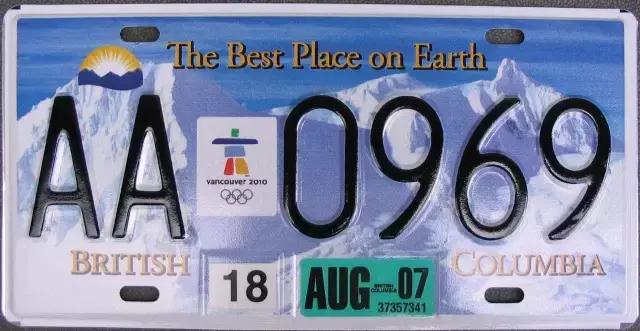 The Best Place on Earth
AA 0969
vancouver 2010
BRITISH COLUMBIA
18 AUG BRITISH COLUMBIA 07
37357341